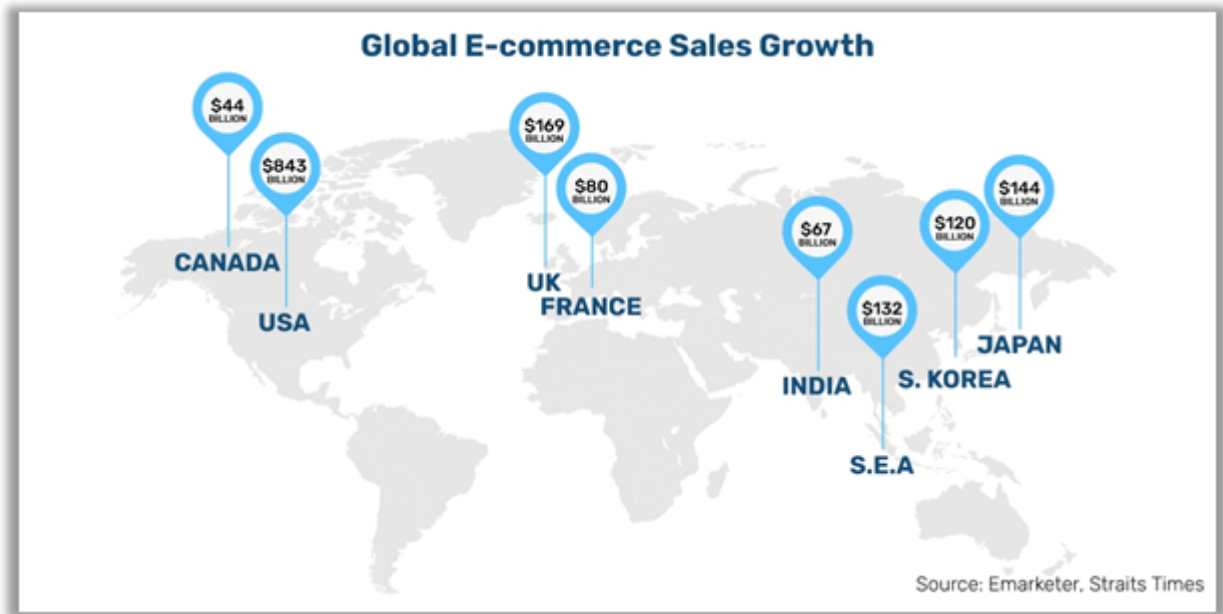 Global E-commerce Sales Growth
$44
BILLION
CANADA
$843
BILLION
USA
$169
BILLION
UK
$80
BILLION
FRANCE
$67
BILLION
INDIA
$132
BILLION
S.E.A
$120
BILLION
S. KOREA
$144
BILLION
JAPAN
Source: Emarketer, Straits Times